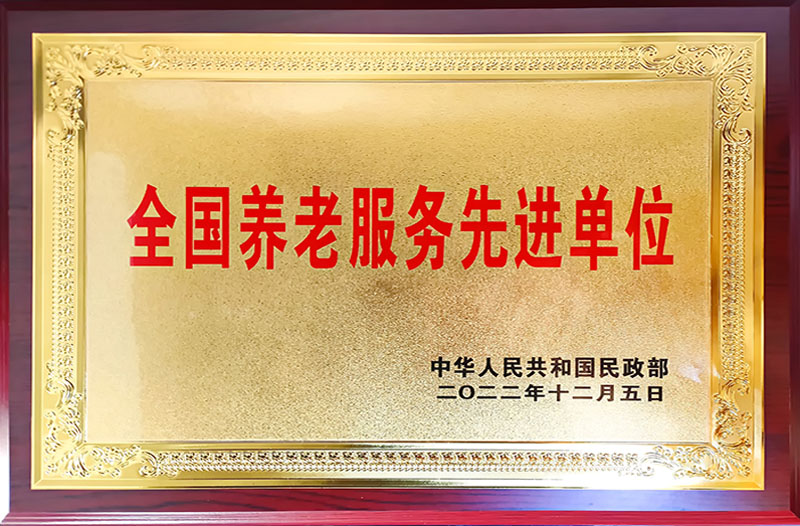 全国养老服务先进单位
中华人民共和国民政部
二〇二二年十二月五日